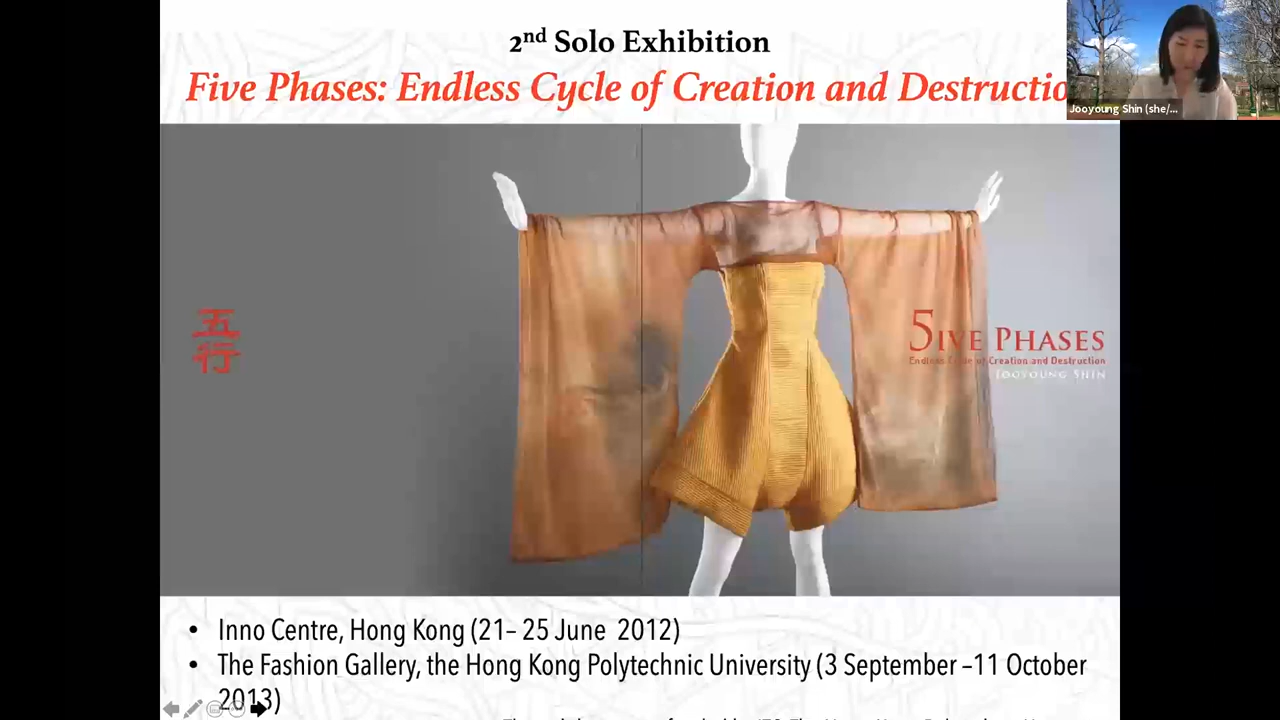 2nd Solo Exhibition
Five Phases: Endless Cycle of Creation and Destructio
Jooyoung Shin (she/...
五
行
5IVE PHASES
Endless Cycle of Creation and Destruction
JOOYOUNG SHIN
• Inno Centre, Hong Kong (21– 25 June 2012)
• The Fashion Gallery, the Hong Kong Polytechnic University (3 September –11 October
2013)